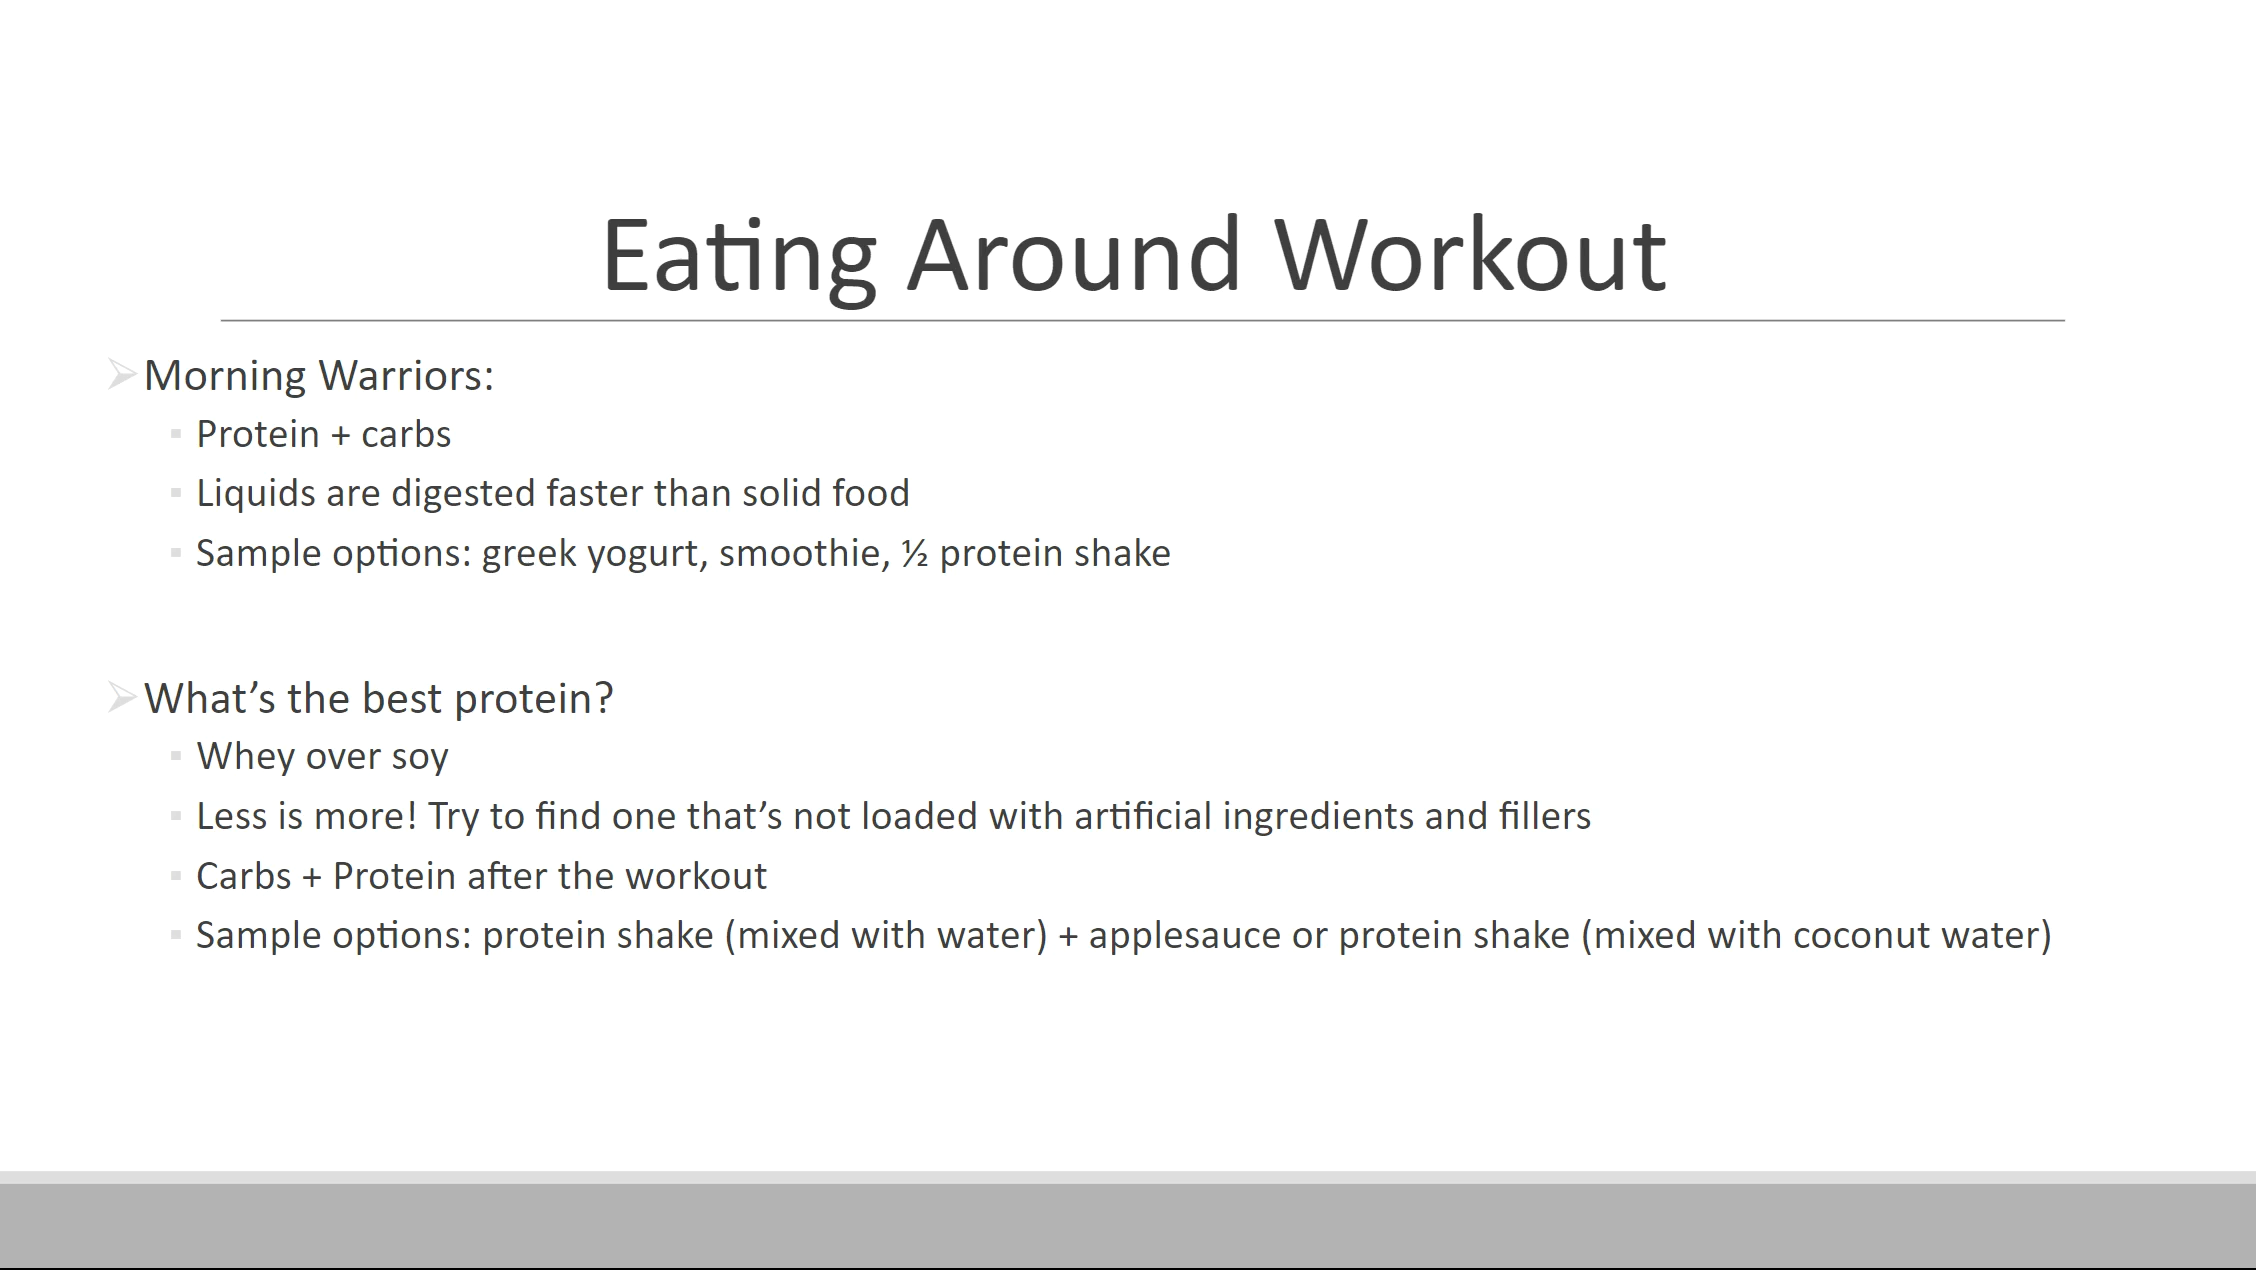 Eating Around Workout
Morning Warriors:
Protein + carbs
Liquids are digested faster than solid food
Sample options: greek yogurt, smoothie, ½ protein shake
What’s the best protein?
Whey over soy
Less is more! Try to find one that’s not loaded with artificial ingredients and fillers
Carbs + Protein after the workout
Sample options: protein shake (mixed with water) + applesauce or protein shake (mixed with coconut water)